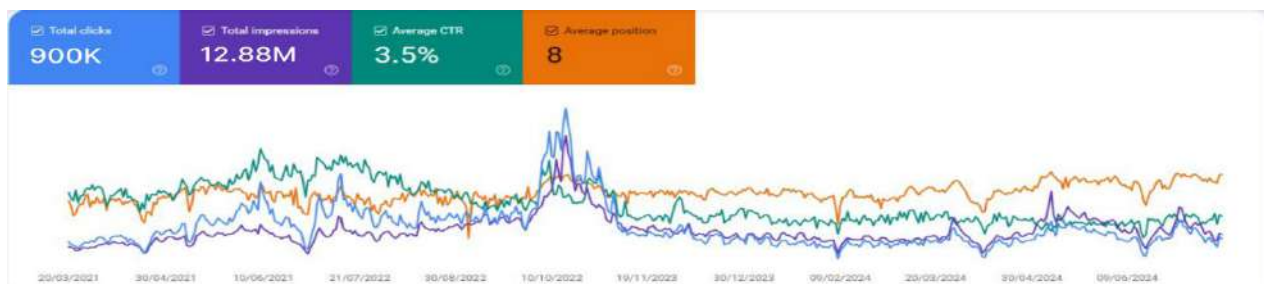 Total clicks Total impressions Average CTR Average position
900K 12.88M 3.5% 8
20/03/2021 30/04/2021 10/06/2021 21/07/2022 30/08/2022 10/10/2022 19/11/2023 30/12/2023 09/02/2024 20/03/2024 30/04/2024 09/06/2024